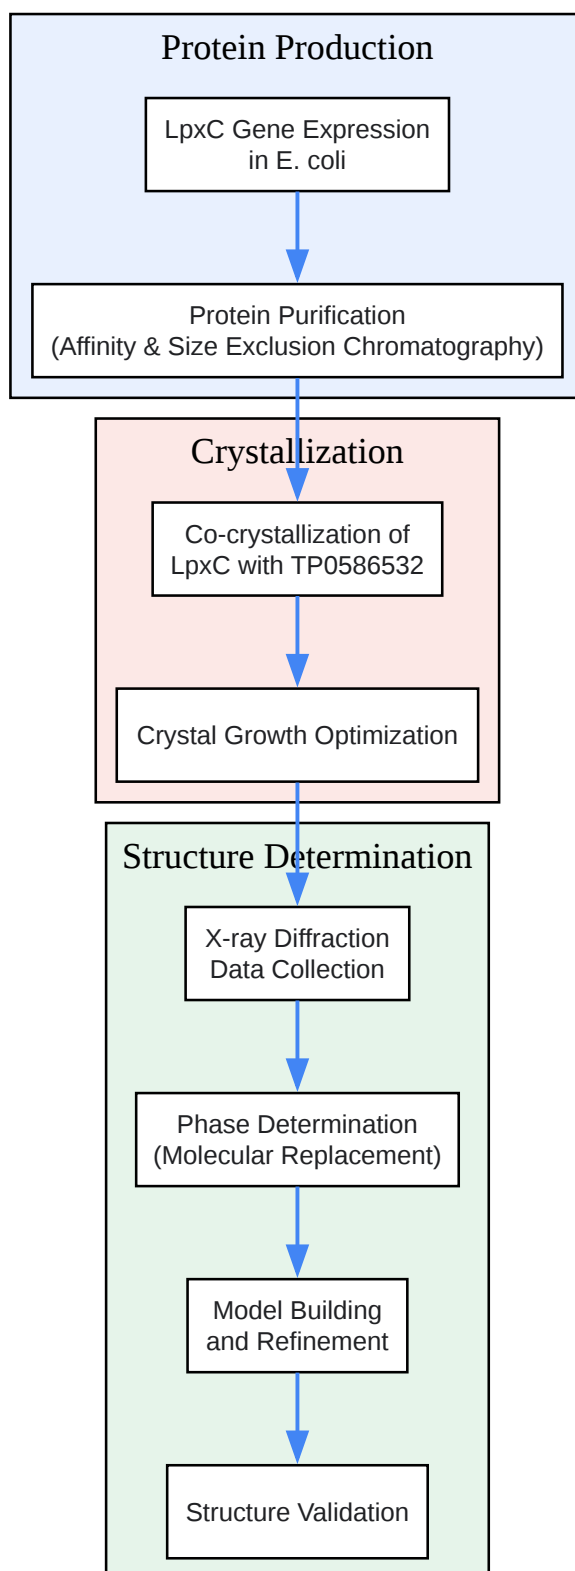 Protein Production
LpxC Gene Expression
in E. coli
Protein Purification
(Affinity & Size Exclusion Chromatography)
Crystallization
Co-crystallization of
LpxC with TP0586532
Crystal Growth Optimization
Structure Determination
X-ray Diffraction
Data Collection
Phase Determination
(Molecular Replacement)
Model Building
and Refinement
Structure Validation